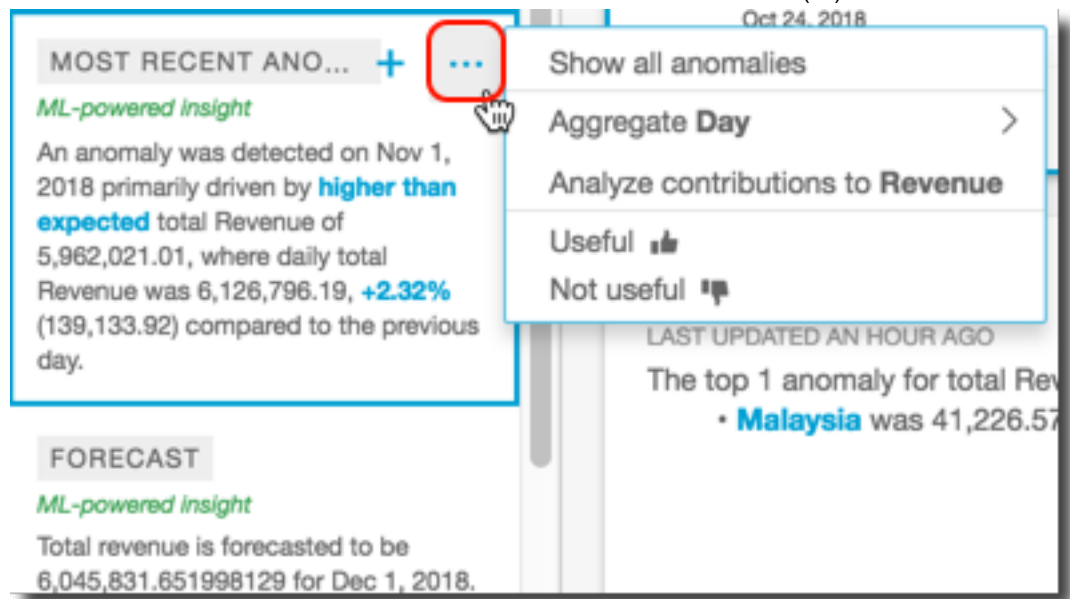 Oct 24, 2018
MOST RECENT ANO... + ...
ML-powered insight
An anomaly was detected on Nov 1,
2018 primarily driven by higher than
expected total Revenue of
5,962,021.01, where daily total
Revenue was 6,126,796.19, +2.32%
(139,133.92) compared to the previous
day.
FORECAST
ML-powered insight
Total revenue is forecasted to be
6,045,831.651998129 for Dec 1, 2018.
Show all anomalies
Aggregate Day
Analyze contributions to Revenue
Useful
Not useful
LAST UPDATED AN HOUR AGO
The top 1 anomaly for total Rev
• Malaysia was 41,226.57